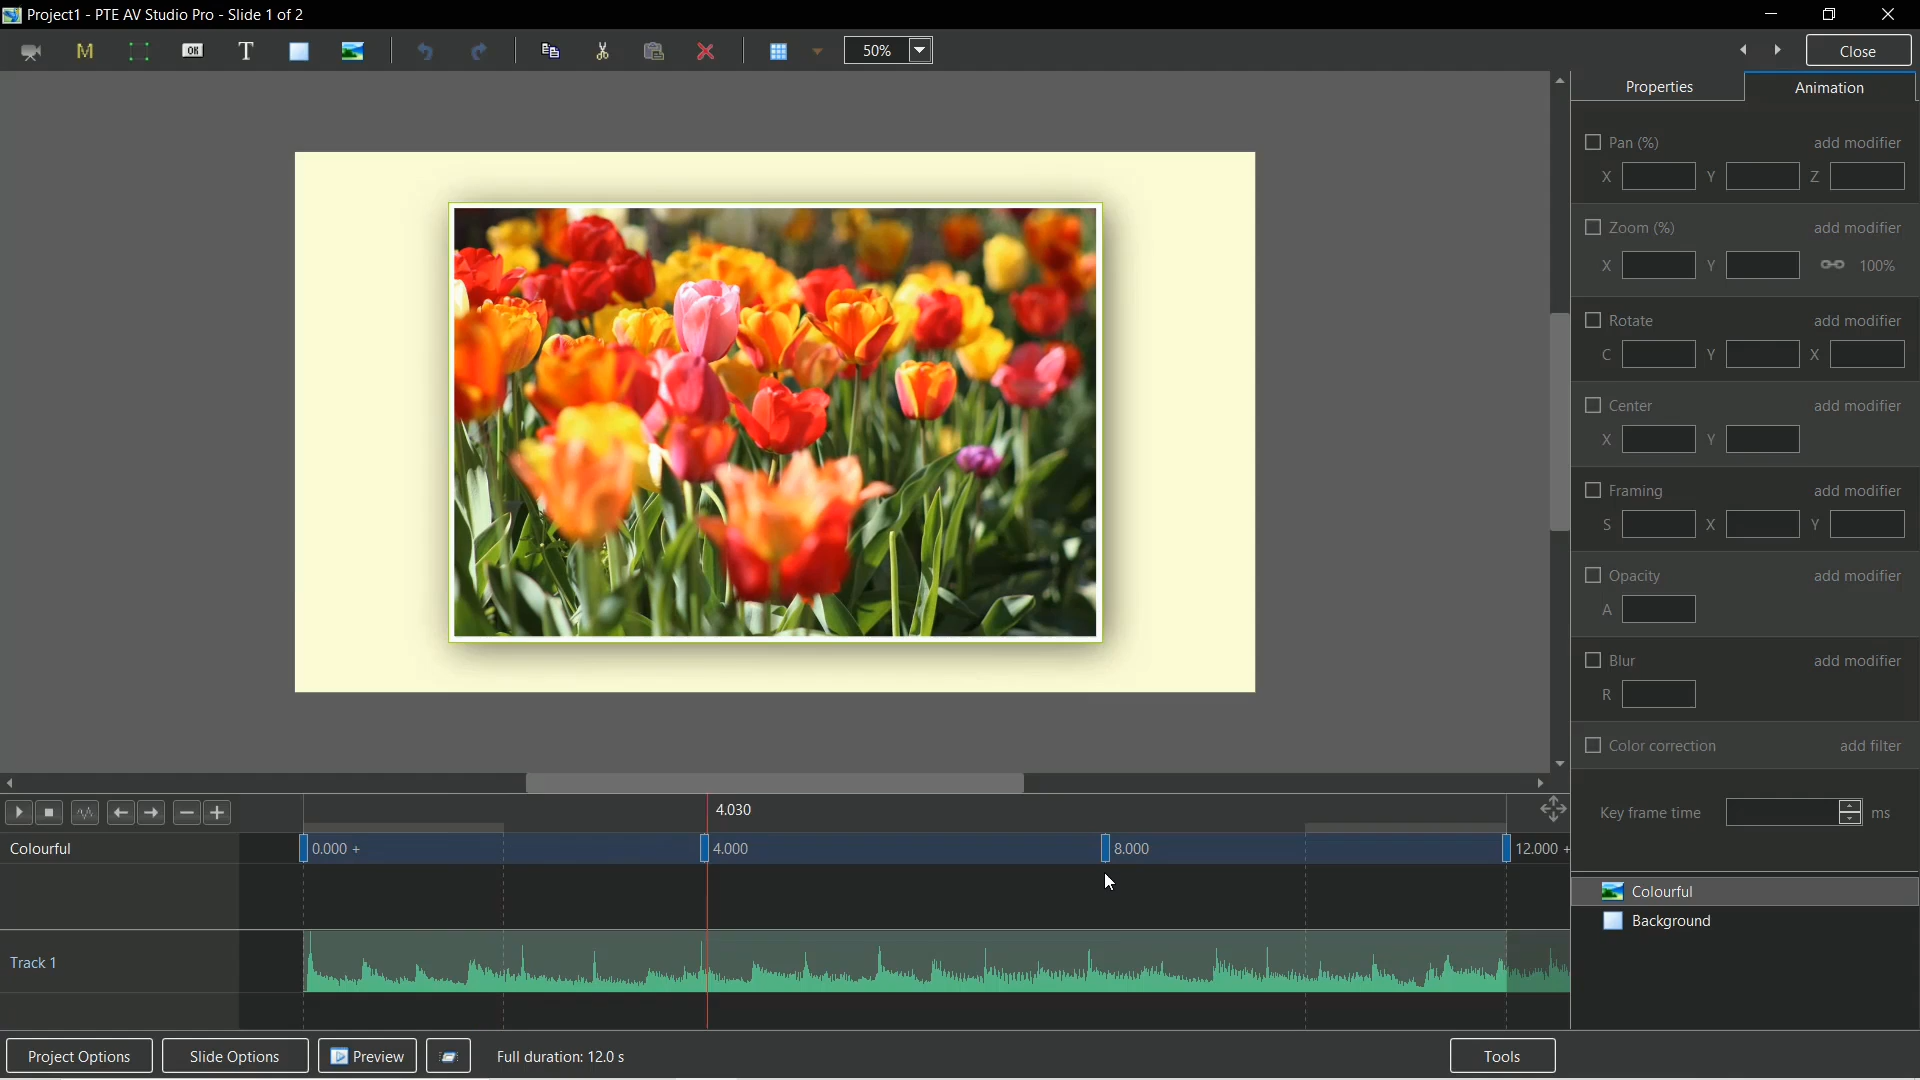 Project1 - PTE AV Studio Pro - Slide 1 of 2
M OK T 50% Close
Properties Animation
Pan (%) add modifier
X Y Z
Zoom (%) add modifier
X Y 100%
Rotate add modifier
C Y X
Center add modifier
X Y
Framing add modifier
S X Y
Opacity add modifier
A
Blur add modifier
R
Color correction add filter
Key frame time ms
4.030
Colourful 0.000 + 4.000 8.000 12.000 +
Colourful
Background
Track 1
Project Options Slide Options Preview Full duration: 12.0 s Tools